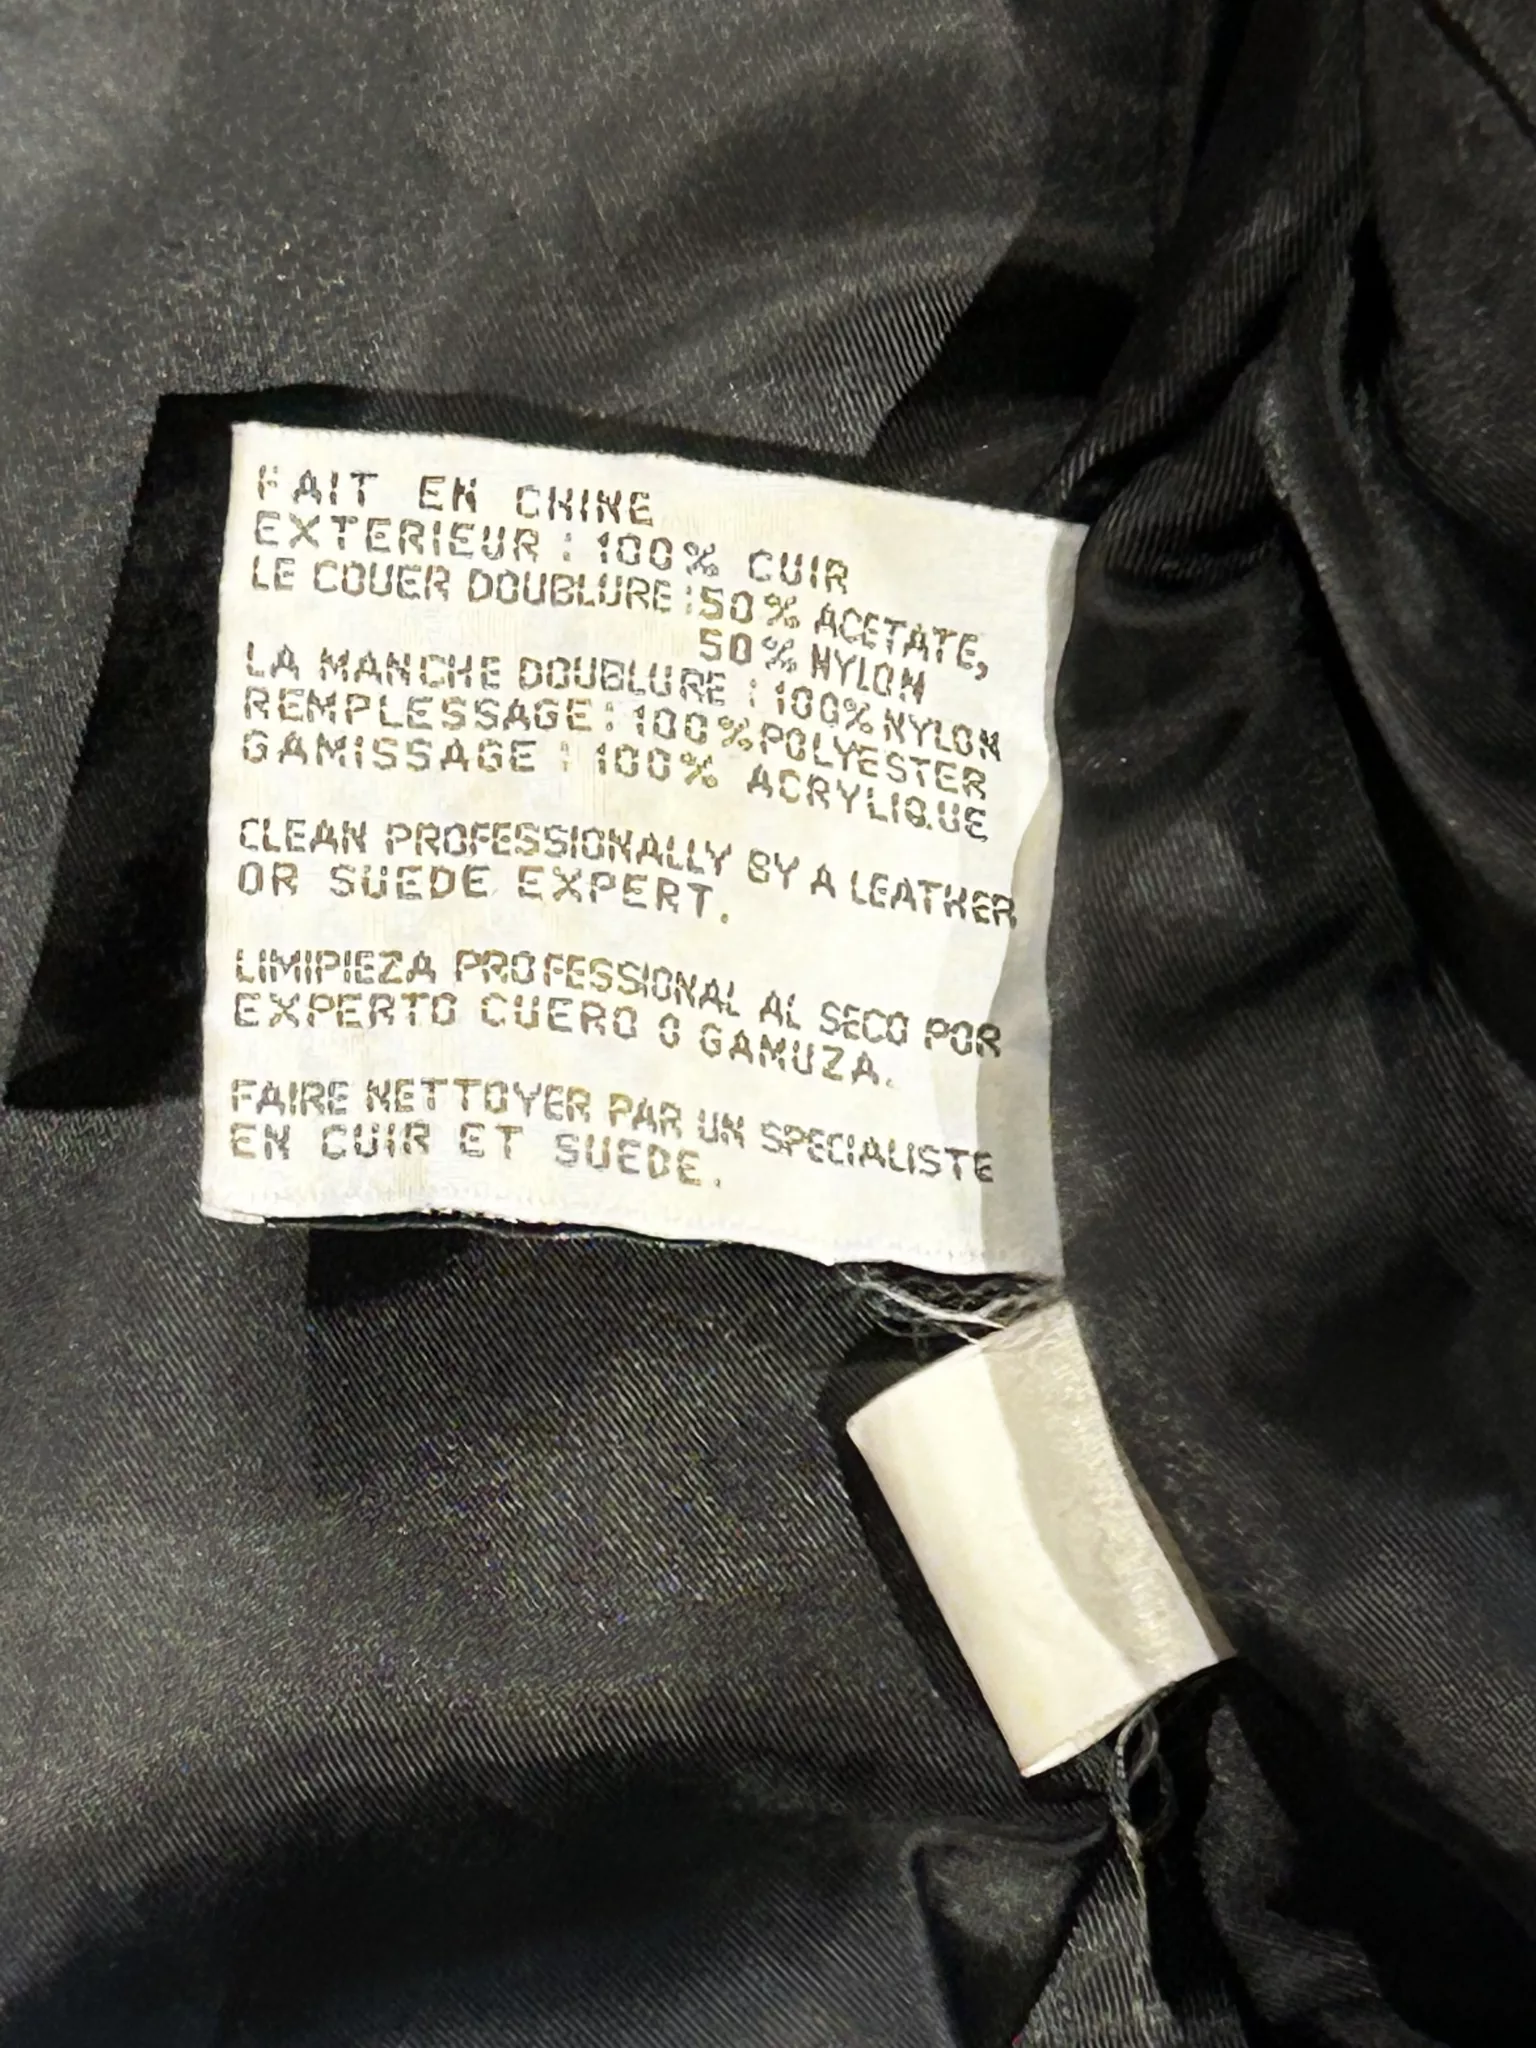 FAIT EN CHINE
EXTERIEUR : 100% CUIR
LE COUER DOUBLURE : 50% ACETATE,
50% NYLON
LA MANCHE DOUBLURE : 100% NYLON
REMPLESSAGE : 100% POLYESTER
GAMISSAGE : 100% ACRYLIQUE
CLEAN PROFESSIONALLY BY A LEATHER
OR SUEDE EXPERT.
LIMIPIEZA PROFESSIONAL AL SECO POR
EXPERTO CUERO O GAMUZA.
FAIRE NETTOYER PAR UN SPECIALISTE
EN CUIR ET SUEDE.